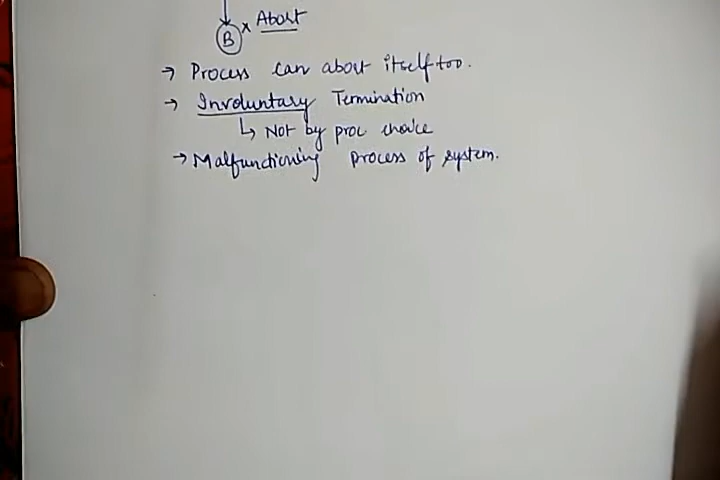 B x Abort
→ Process can abort itself too.
→ Involuntary Termination
↳ Not by proc choice
→ Malfunctioning process of system.